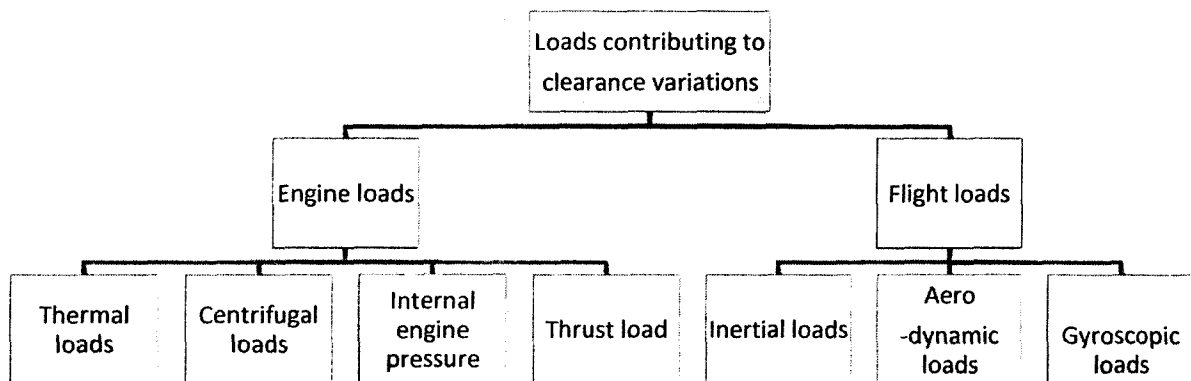 Loads contributing to
clearance variations
Engine loads
Flight loads
Thermal
loads
Centrifugal
loads
Internal
engine
pressure
Thrust load
Inertial loads
Aero
-dynamic
loads
Gyroscopic
loads